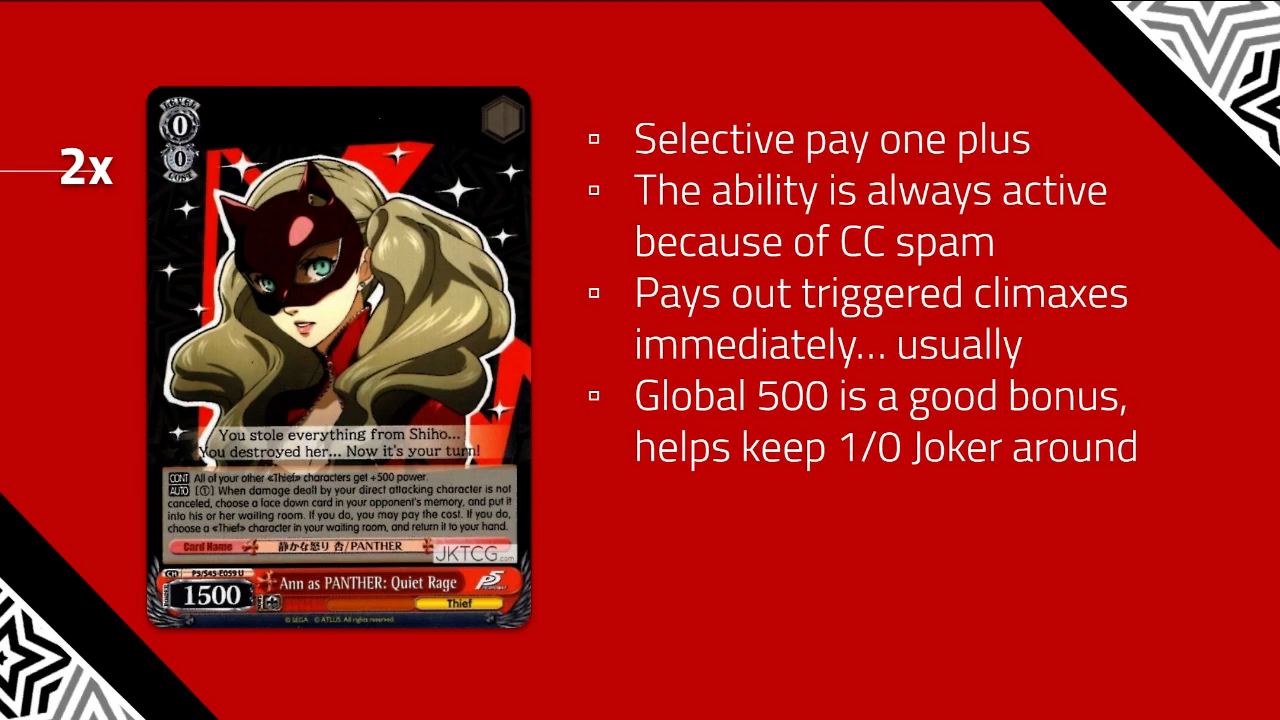 2x
LEVEL
0
0
COST
You stole everything from Shiho...
You destroyed her... Now it's your turn!
CONT All of your other «Thief» characters get +500 power.
AUTO [①] When damage dealt by your direct attacking character is not
canceled, choose a face down card in your opponent's memory, and put it
into his or her waiting room. If you do, you may pay the cost. If you do,
choose a «Thief» character in your waiting room, and return it to your hand.
Card Name 静かな怒り 杏/PANTHER
JKTCG.com
CH P5/S45-E059 U
Ann as PANTHER: Quiet Rage
P5
1500
Thief
© SEGA © ATLUS. All rights reserved.
▫ Selective pay one plus
▫ The ability is always active
because of CC spam
▫ Pays out triggered climaxes
immediately... usually
▫ Global 500 is a good bonus,
helps keep 1/0 Joker around